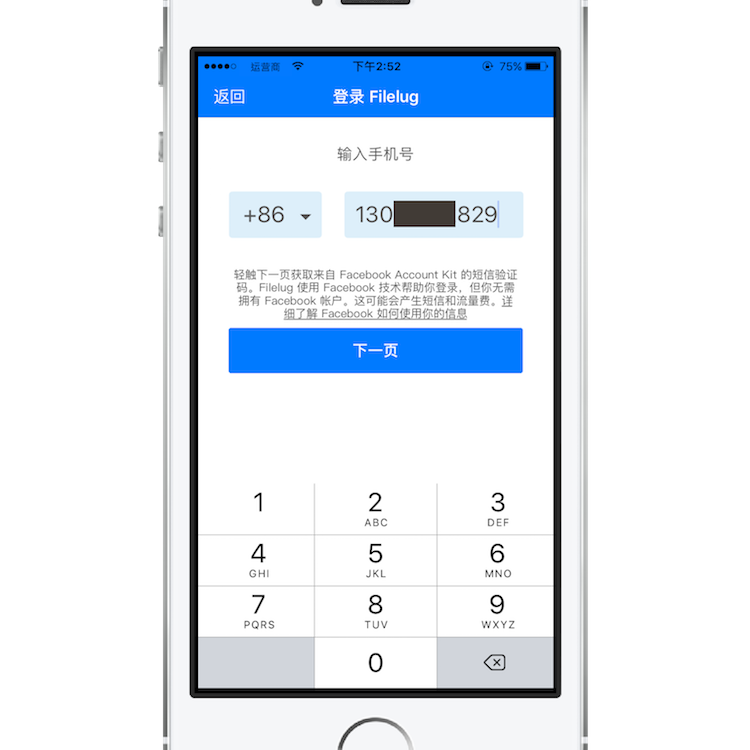 运营商 下午2:52 75%
返回 登录 Filelug
输入手机号
+86 130 829
轻触下一页获取来自 Facebook Account Kit 的短信验证
码。Filelug 使用 Facebook 技术帮助你登录，但你无需
拥有 Facebook 帐户。这可能会产生短信和流量费。详
细了解 Facebook 如何使用你的信息
下一页
1 2 3
ABC DEF
4 5 6
GHI JKL MNO
7 8 9
PQRS TUV WXYZ
0